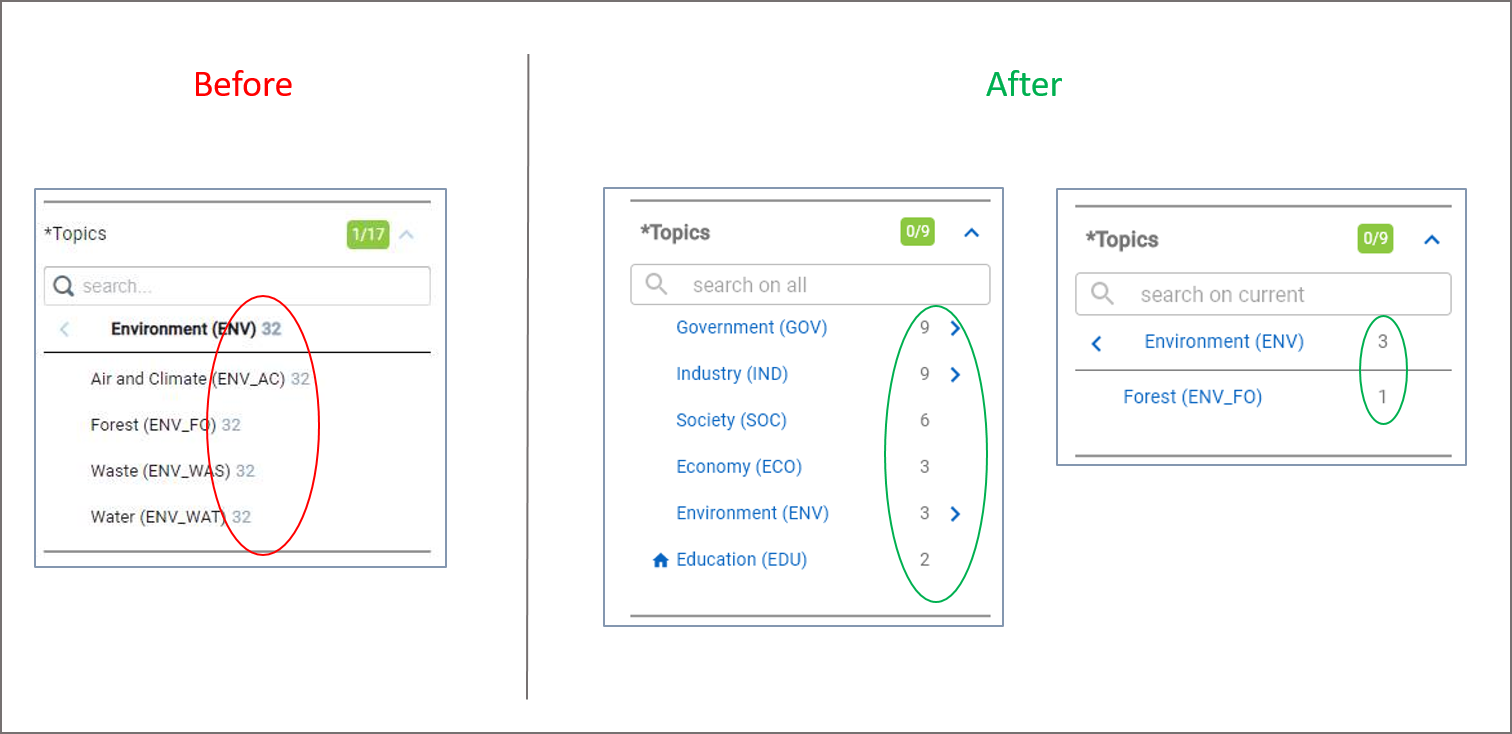 Before
*Topics 1/17
search...
Environment (ENV) 32
Air and Climate (ENV_AC) 32
Forest (ENV_FO) 32
Waste (ENV_WAS) 32
Water (ENV_WAT) 32
After
*Topics 0/9
search on all
Government (GOV) 9
Industry (IND) 9
Society (SOC) 6
Economy (ECO) 3
Environment (ENV) 3
Education (EDU) 2
*Topics 0/9
search on current
Environment (ENV) 3
Forest (ENV_FO) 1